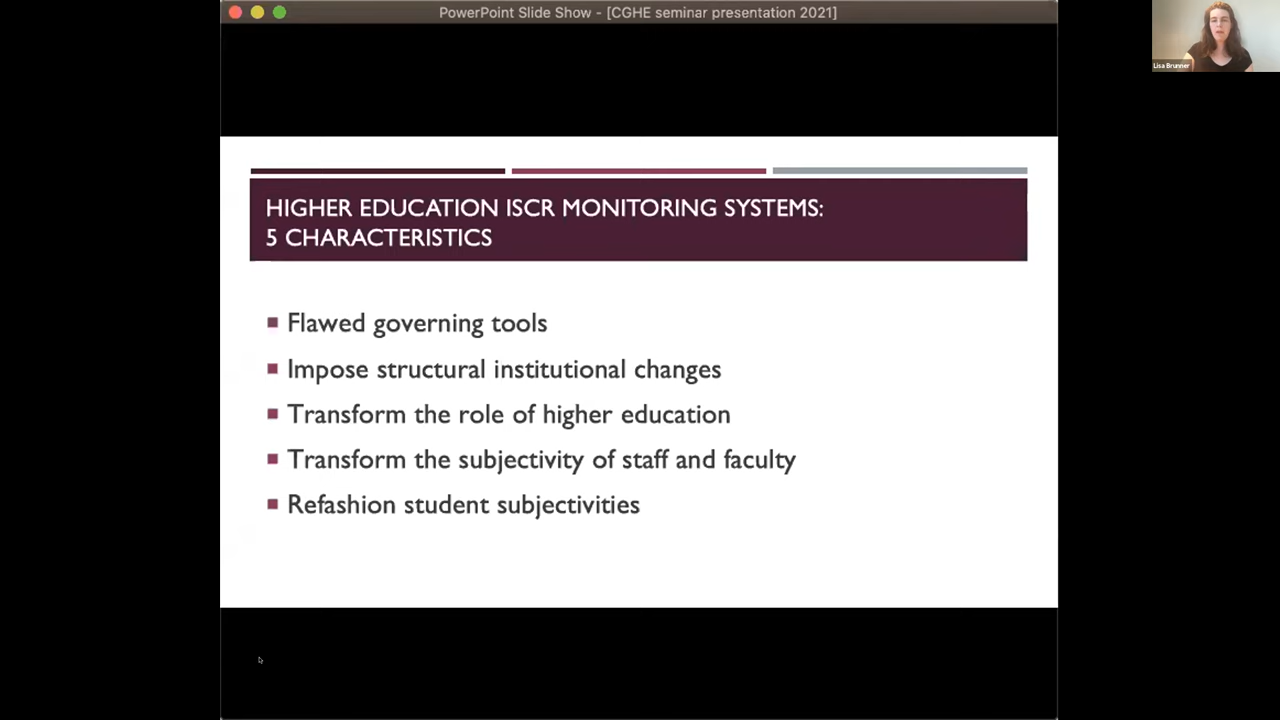 PowerPoint Slide Show - [CGHE seminar presentation 2021]
Lisa Brunner
HIGHER EDUCATION ISCR MONITORING SYSTEMS:
5 CHARACTERISTICS
Flawed governing tools
Impose structural institutional changes
Transform the role of higher education
Transform the subjectivity of staff and faculty
Refashion student subjectivities